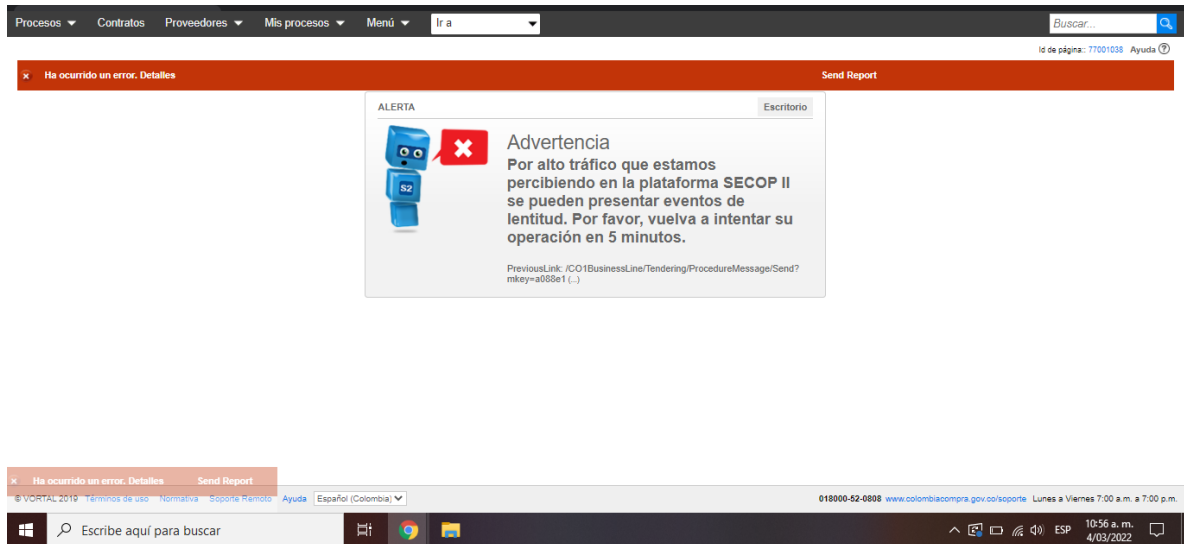 Procesos Contratos Proveedores Mis procesos Menú Ir a Buscar...
Id de página:: 77001038 Ayuda ?
x Ha ocurrido un error. Detalles Send Report
ALERTA Escritorio
S2
Advertencia
Por alto tráfico que estamos
percibiendo en la plataforma SECOP II
se pueden presentar eventos de
lentitud. Por favor, vuelva a intentar su
operación en 5 minutos.
PreviousLink: /CO1BusinessLine/Tendering/ProcedureMessage/Send?
mkey=a088e1 (...)
x Ha ocurrido un error. Detalles Send Report
© VORTAL 2019 Términos de uso Normativa Soporte Remoto Ayuda Español (Colombia) 018000-52-0808 www.colombiacompra.gov.co/soporte Lunes a Viernes 7:00 a.m. a 7:00 p.m.
Escribe aquí para buscar ESP 10:56 a. m.
4/03/2022